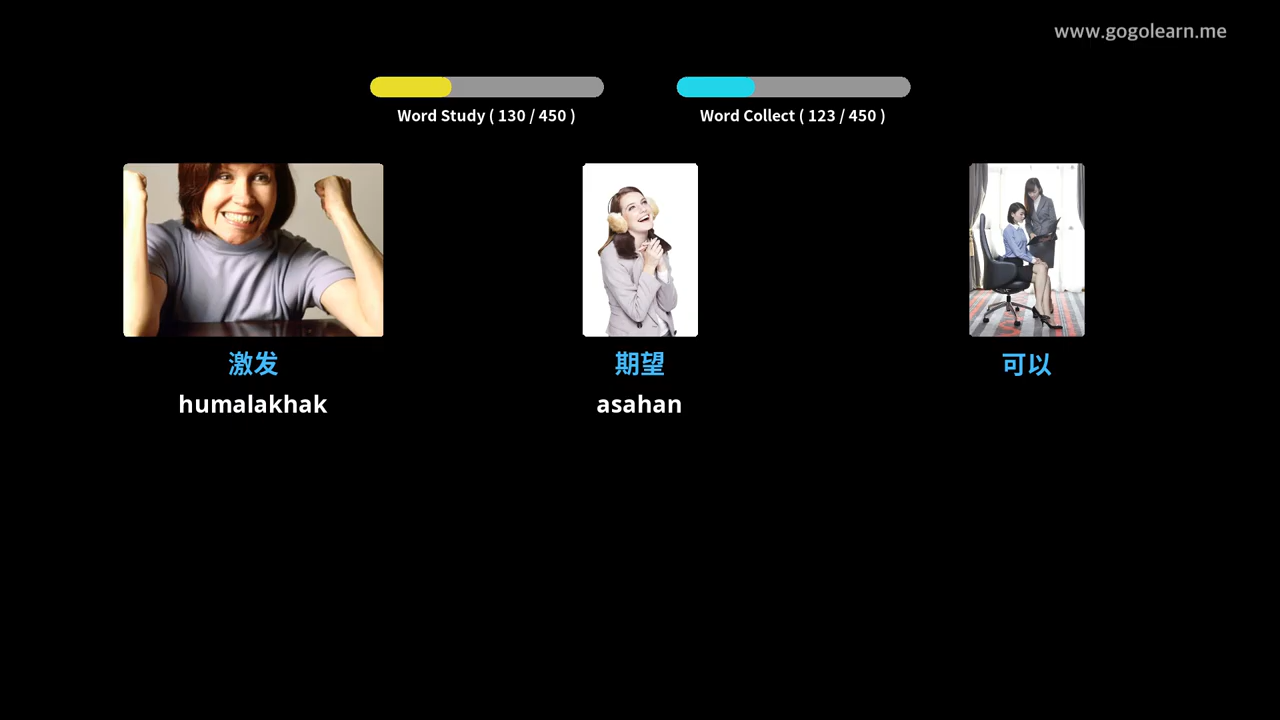 www.gogolearn.me
Word Study ( 130 / 450 )
Word Collect ( 123 / 450 )
激发
期望
可以
humalakhak
asahan